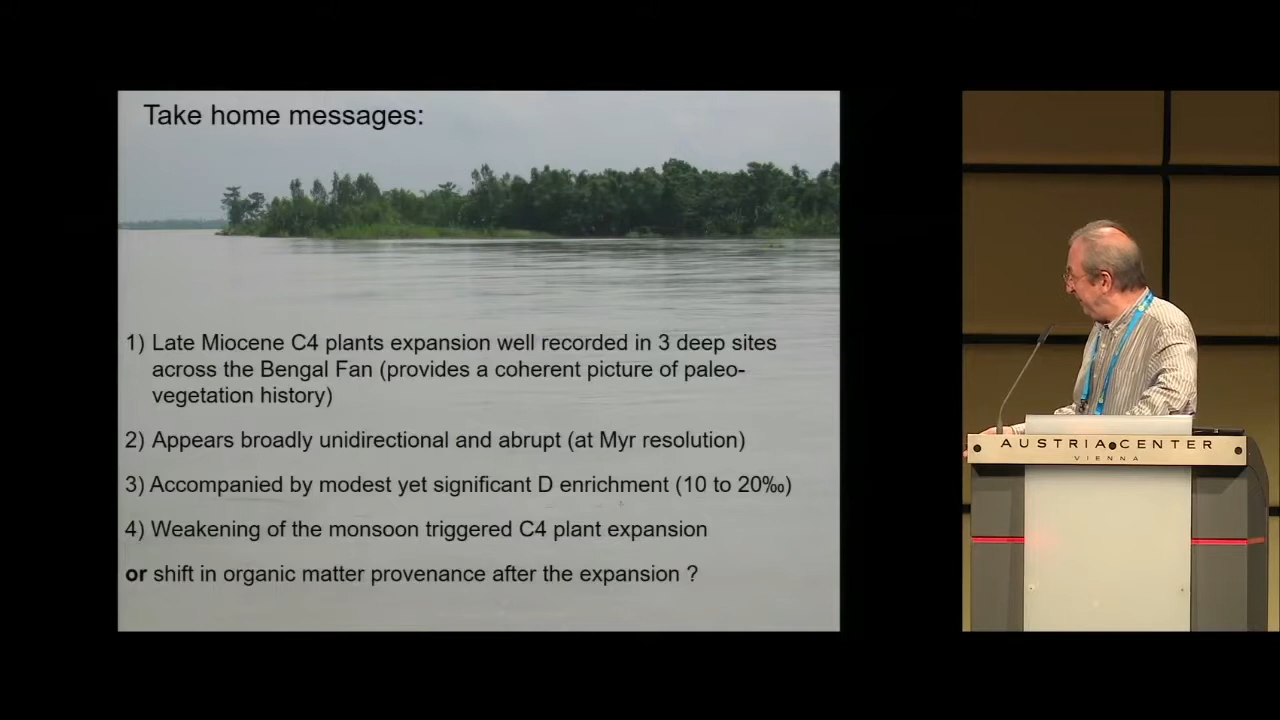 Take home messages:
1) Late Miocene C4 plants expansion well recorded in 3 deep sites
across the Bengal Fan (provides a coherent picture of paleo-
vegetation history)
2) Appears broadly unidirectional and abrupt (at Myr resolution)
3) Accompanied by modest yet significant D enrichment (10 to 20‰)
4) Weakening of the monsoon triggered C4 plant expansion
or shift in organic matter provenance after the expansion ?
AUSTRIA CENTER
VIENNA